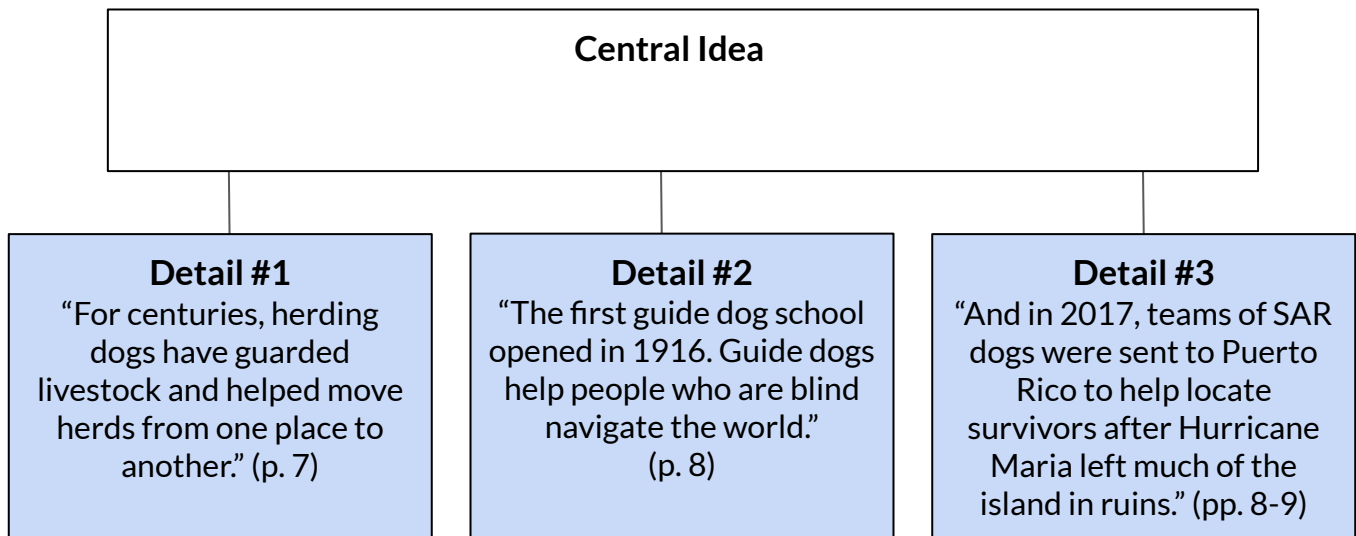 Central Idea
Detail #1
“For centuries, herding
dogs have guarded
livestock and helped move
herds from one place to
another.” (p. 7)
Detail #2
“The first guide dog school
opened in 1916. Guide dogs
help people who are blind
navigate the world.”
(p. 8)
Detail #3
“And in 2017, teams of SAR
dogs were sent to Puerto
Rico to help locate
survivors after Hurricane
Maria left much of the
island in ruins.” (pp. 8-9)